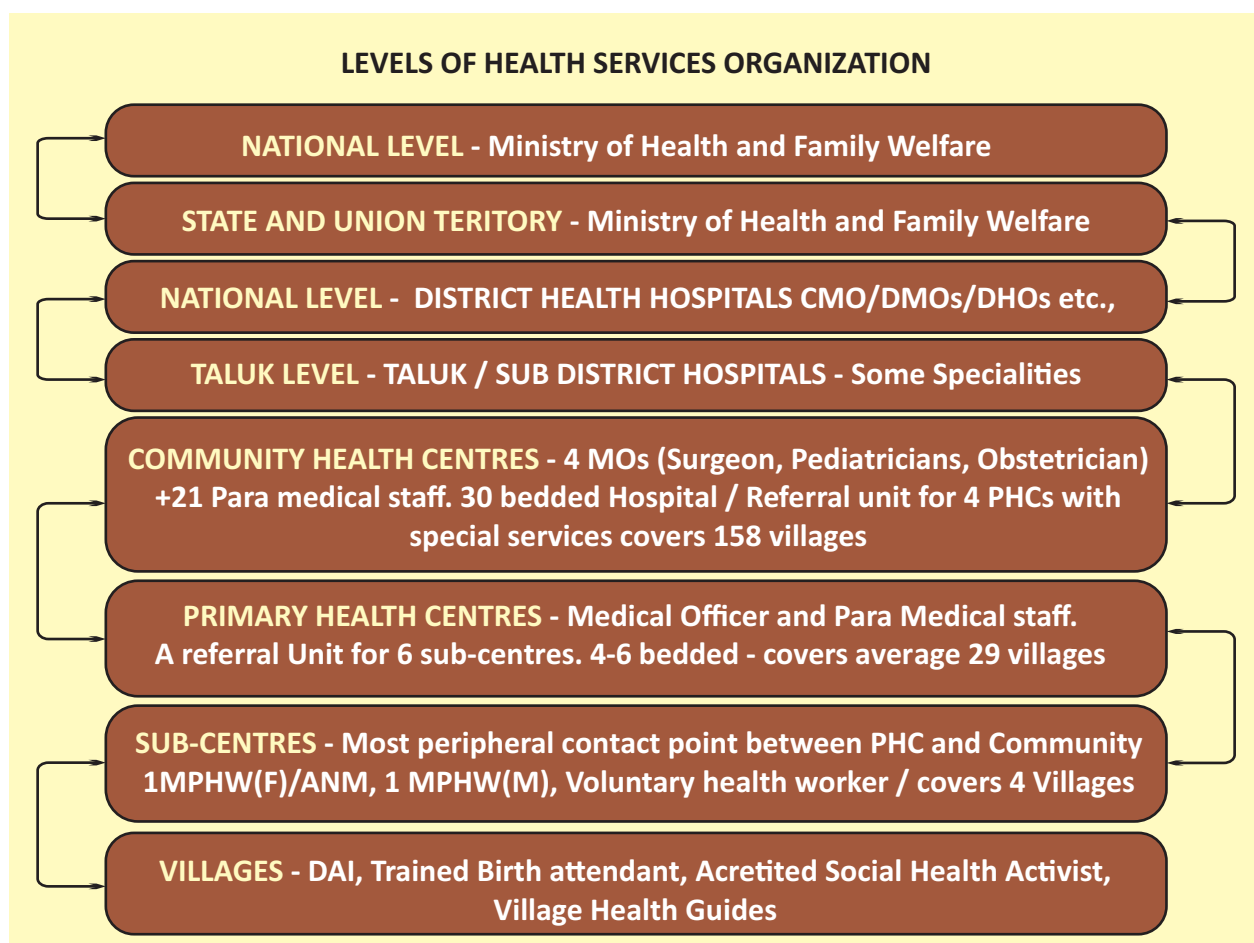 LEVELS OF HEALTH SERVICES ORGANIZATION
NATIONAL LEVEL - Ministry of Health and Family Welfare
STATE AND UNION TERITORY - Ministry of Health and Family Welfare
NATIONAL LEVEL - DISTRICT HEALTH HOSPITALS CMO/DMOs/DHOs etc.,
TALUK LEVEL - TALUK / SUB DISTRICT HOSPITALS - Some Specialities
COMMUNITY HEALTH CENTRES - 4 MOs (Surgeon, Pediatricians, Obstetrician)
+21 Para medical staff. 30 bedded Hospital / Referral unit for 4 PHCs with
special services covers 158 villages
PRIMARY HEALTH CENTRES - Medical Officer and Para Medical staff.
A referral Unit for 6 sub-centres. 4-6 bedded - covers average 29 villages
SUB-CENTRES - Most peripheral contact point between PHC and Community
1MPHW(F)/ANM, 1 MPHW(M), Voluntary health worker / covers 4 Villages
VILLAGES - DAI, Trained Birth attendant, Acretited Social Health Activist,
Village Health Guides